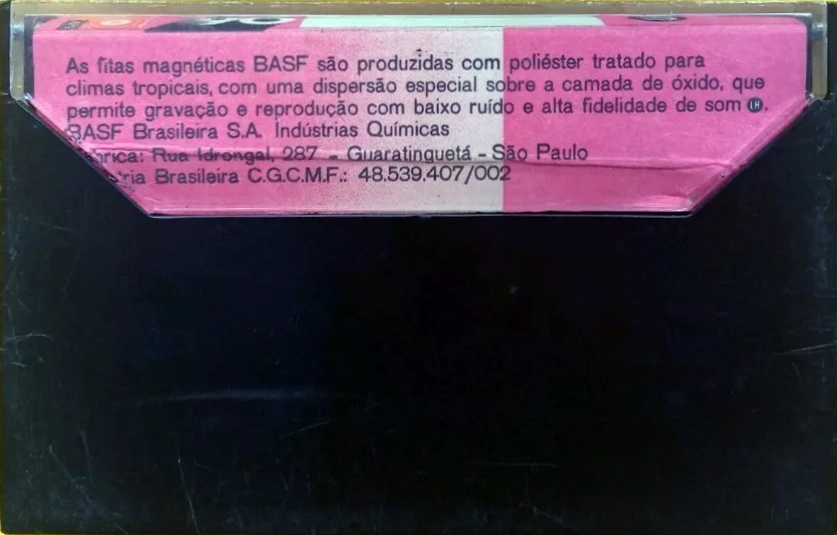 As fitas magnéticas BASF são produzidas com poliéster tratado para
climas tropicais, com uma dispersão especial sobre a camada de óxido, que
permite gravação e reprodução com baixo ruído e alta fidelidade de som LH.
BASF Brasileira S.A. Indústrias Químicas
Rua Idrongal, 287 - Guaratinguetá - São Paulo
Brasileira C.G.C.M.F.: 48.539.407/002